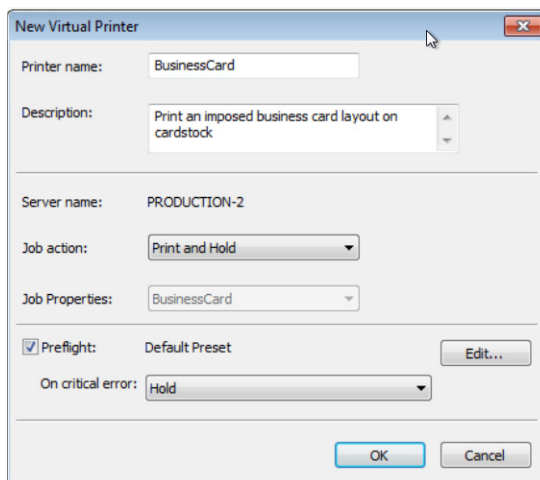 New Virtual Printer
Printer name: BusinessCard
Description: Print an imposed business card layout on
cardstock
Server name: PRODUCTION-2
Job action: Print and Hold
Job Properties: BusinessCard
Preflight: Default Preset Edit...
On critical error: Hold
OK Cancel